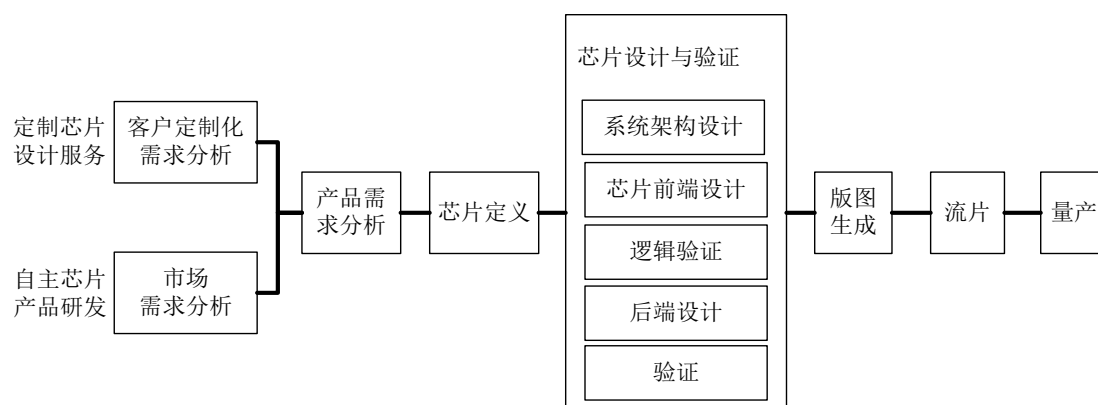 芯片设计与验证
定制芯片
设计服务
客户定制化
需求分析
系统架构设计
芯片前端设计
产品需
求分析
芯片定义
版图
生成
流片
量产
逻辑验证
自主芯片
产品研发
市场
需求分析
后端设计
验证